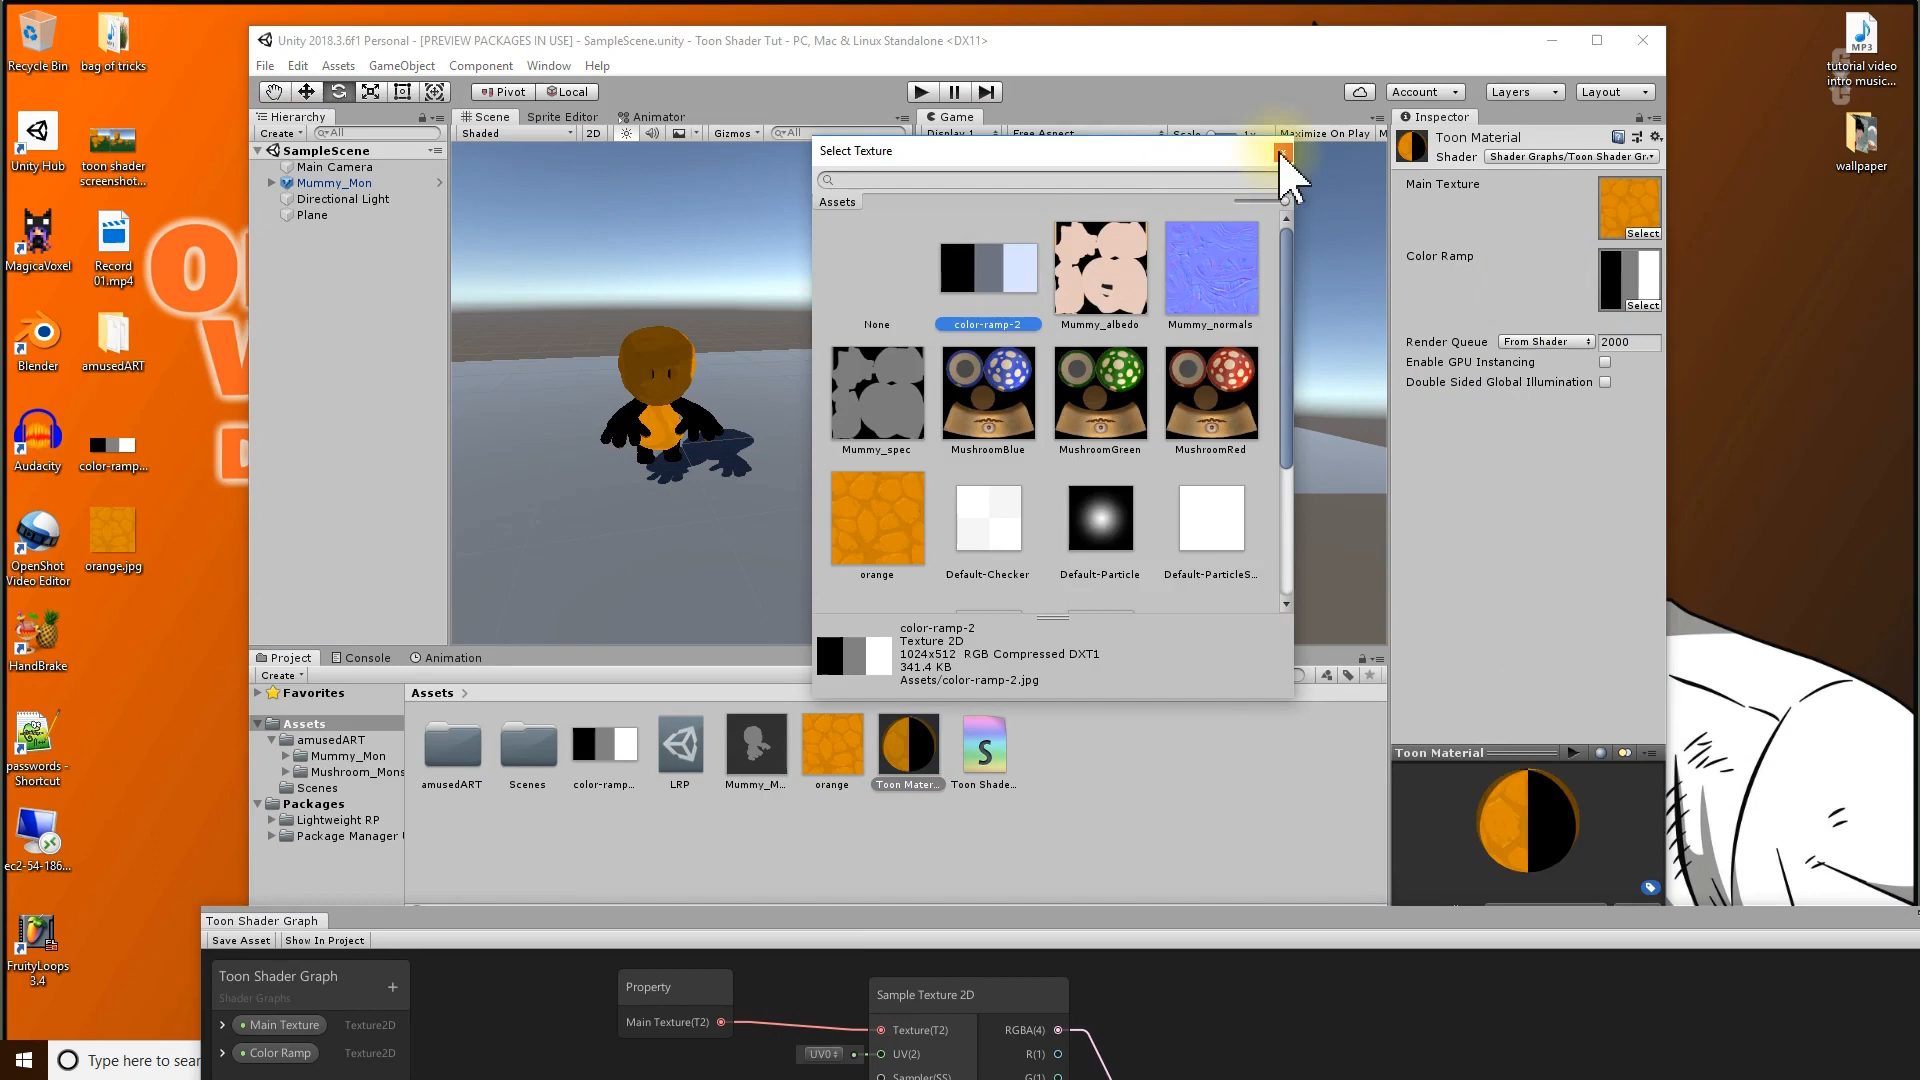 Recycle Bin
bag of tricks
Unity Hub
toon shader
screenshot...
MagicaVoxel
Record
01.mp4
Blender
amusedART
Audacity
color-ramp...
OpenShot
Video Editor
orange.jpg
HandBrake
passwords -
Shortcut
ec2-54-186...
FruityLoops
3.4
tutorial video
intro music...
wallpaper
Unity 2018.3.6f1 Personal - [PREVIEW PACKAGES IN USE] - SampleScene.unity - Toon Shader Tut - PC, Mac & Linux Standalone <DX11>
File Edit Assets GameObject Component Window Help
Pivot Local Account Layers Layout
Hierarchy
Create All
SampleScene
Main Camera
Mummy_Mon
Directional Light
Plane
Scene Sprite Editor Animator
Shaded 2D Gizmos All
Game
Display 1 Free Aspect Scale 1x Maximize On Play M
Select Texture
Assets
None color-ramp-2 Mummy_albedo Mummy_normals
Mummy_spec MushroomBlue MushroomGreen MushroomRed
orange Default-Checker Default-Particle Default-ParticleS...
color-ramp-2
Texture 2D
1024x512 RGB Compressed DXT1
341.4 KB
Assets/color-ramp-2.jpg
Inspector
Toon Material
Shader Shader Graphs/Toon Shader Gr
Main Texture
Select
Color Ramp
Select
Render Queue From Shader 2000
Enable GPU Instancing
Double Sided Global Illumination
Toon Material
Project Console Animation
Create
Favorites
Assets
amusedART
Mummy_Mon
Mushroom_Mons
Scenes
Packages
Lightweight RP
Package Manager
Assets
amusedART Scenes color-ramp... LRP Mummy_M... orange Toon Mater... Toon Shade...
Toon Shader Graph
Save Asset Show In Project
Toon Shader Graph
Shader Graphs
Main Texture Texture2D
Color Ramp Texture2D
Property
Main Texture(T2)
Sample Texture 2D
Texture(T2) RGBA(4)
UV0 UV(2) R(1)
Sampler(SS) G(1)
Type here to sear